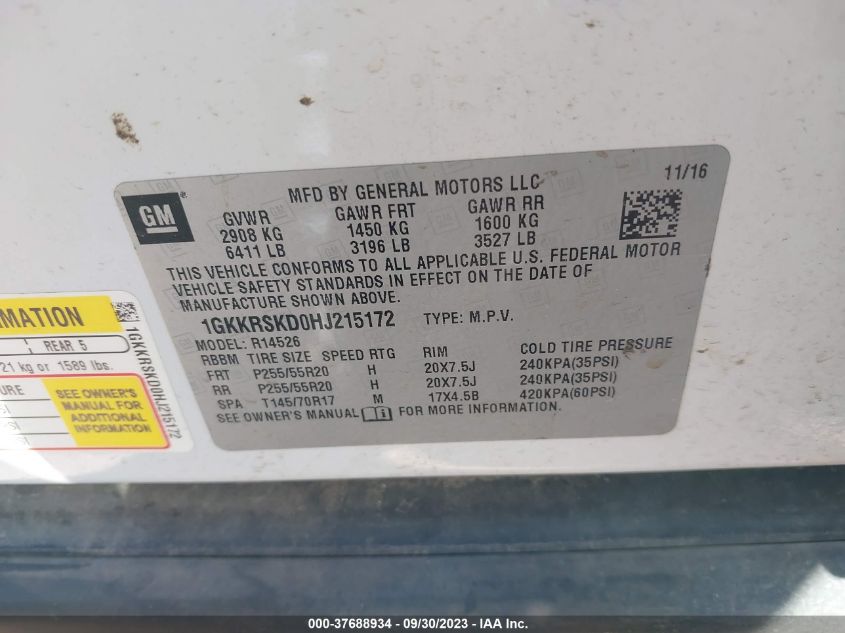 MFD BY GENERAL MOTORS LLC 11/16
GM
GVWR GAWR FRT GAWR RR
2908 KG 1450 KG 1600 KG
6411 LB 3196 LB 3527 LB
THIS VEHICLE CONFORMS TO ALL APPLICABLE U.S. FEDERAL MOTOR
VEHICLE SAFETY STANDARDS IN EFFECT ON THE DATE OF
MANUFACTURE SHOWN ABOVE.
1GKKRSKD0HJ215172 TYPE: M.P.V.
MODEL: R14526
RBBM TIRE SIZE SPEED RTG RIM COLD TIRE PRESSURE
FRT P255/55R20 H 20X7.5J 240KPA(35PSI)
RR P255/55R20 H 20X7.5J 240KPA(35PSI)
SPA T145/70R17 M 17X4.5B 420KPA(60PSI)
SEE OWNER'S MANUAL FOR MORE INFORMATION.
REAR 5
kg or 1589 lbs.
SEE OWNER'S
MANUAL FOR
ADDITIONAL
INFORMATION
1GKKRSKD0HJ215172
000-37688934 - 09/30/2023 - IAA Inc.